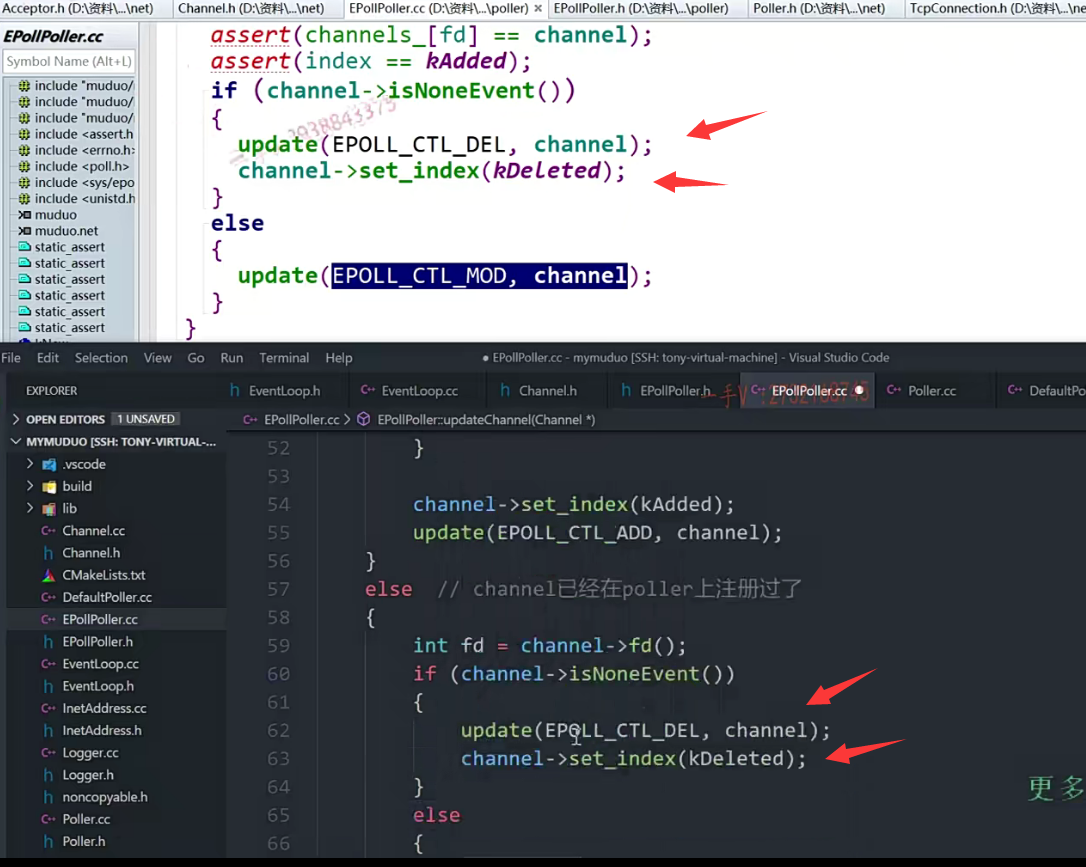 Acceptor.h (D:\资料\...\net)
Channel.h (D:\资料\...\net)
EPollPoller.cc (D:\资料\...\poller) ×
EPollPoller.h (D:\资料\...\poller)
Poller.h (D:\资料\...\net)
TcpConnection.h (D:\资料\...\ne
EPollPoller.cc
Symbol Name (Alt+L)
include "muduo/
include "muduo/
include "muduo/
include <assert.h
include <errno.h>
include <poll.h>
include <sys/epo
include <unistd.h
muduo
muduo.net
static_assert
static_assert
static_assert
static_assert
static_assert
static_assert
assert(channels_[fd] == channel);
assert(index == kAdded);
if (channel->isNoneEvent())
{
update(EPOLL_CTL_DEL, channel);
channel->set_index(kDeleted);
}
else
{
update(EPOLL_CTL_MOD, channel);
}
}
File Edit Selection View Go Run Terminal Help
● EPollPoller.cc - mymuduo [SSH: tony-virtual-machine] - Visual Studio Code
EXPLORER
OPEN EDITORS 1 UNSAVED
MYMUDUO [SSH: TONY-VIRTUAL-...
.vscode
build
lib
Channel.cc
Channel.h
CMakeLists.txt
DefaultPoller.cc
EPollPoller.cc
EPollPoller.h
EventLoop.cc
EventLoop.h
InetAddress.cc
InetAddress.h
Logger.cc
Logger.h
noncopyable.h
Poller.cc
Poller.h
EventLoop.h
EventLoop.cc
Channel.h
EPollPoller.h
EPollPoller.cc
Poller.cc
DefaultPo
EPollPoller.cc > EPollPoller::updateChannel(Channel *)
52 }
53
54 channel->set_index(kAdded);
55 update(EPOLL_CTL_ADD, channel);
56 }
57 else // channel已经在poller上注册过了
58 {
59 int fd = channel->fd();
60 if (channel->isNoneEvent())
61 {
62 update(EPOLL_CTL_DEL, channel);
63 channel->set_index(kDeleted);
64 }
65 else
66 {
更多